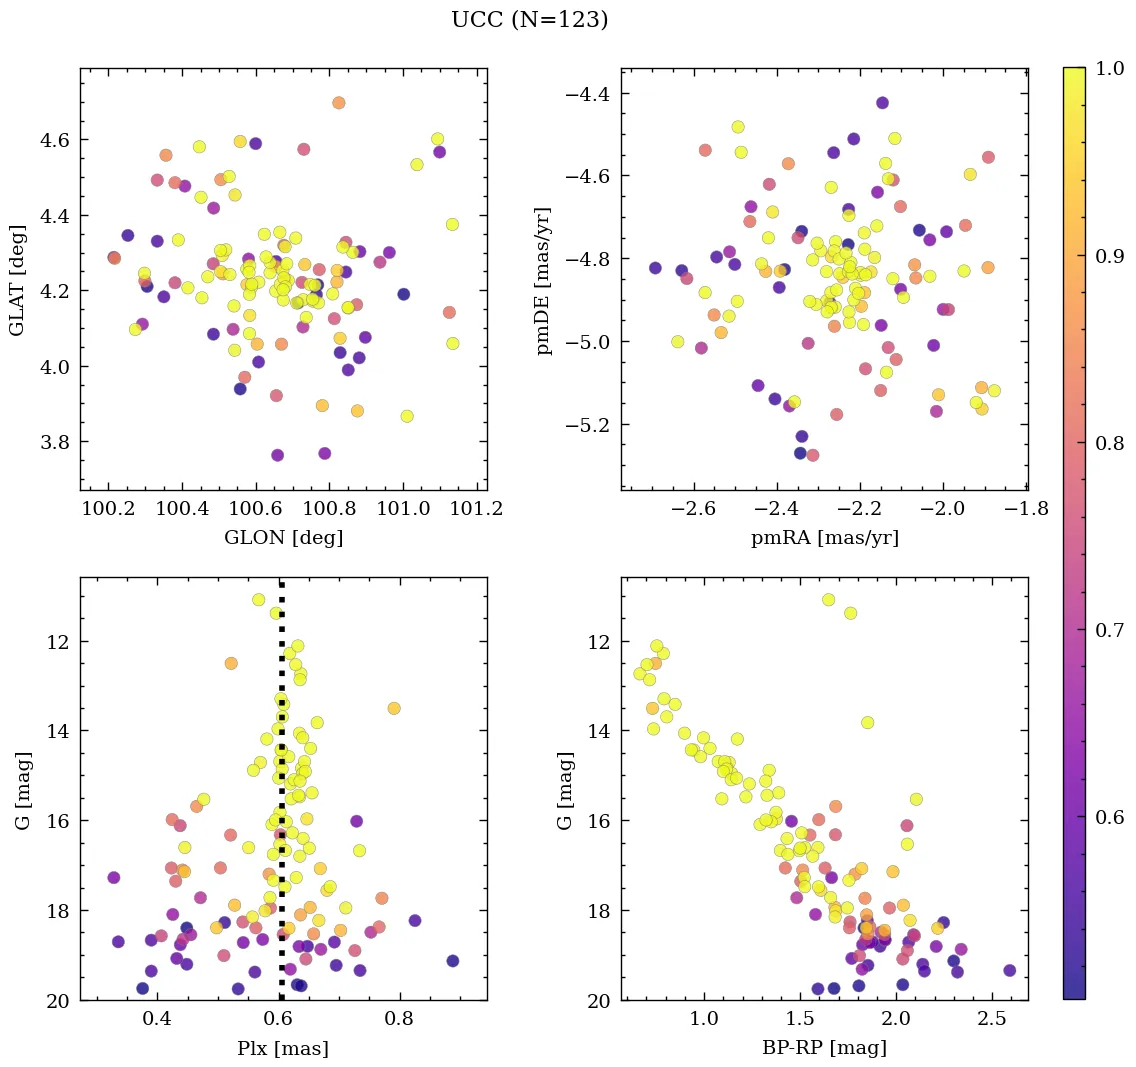 UCC (N=123)
4.6
4.4
4.2
4.0
3.8
GLAT [deg]
100.2 100.4 100.6 100.8 101.0 101.2
GLON [deg]
−4.4
−4.6
−4.8
−5.0
−5.2
pmDE [mas/yr]
−2.6 −2.4 −2.2 −2.0 −1.8
pmRA [mas/yr]
1.0
0.9
0.8
0.7
0.6
12
14
16
18
20
G [mag]
0.4 0.6 0.8
Plx [mas]
12
14
16
18
20
G [mag]
1.0 1.5 2.0 2.5
BP-RP [mag]